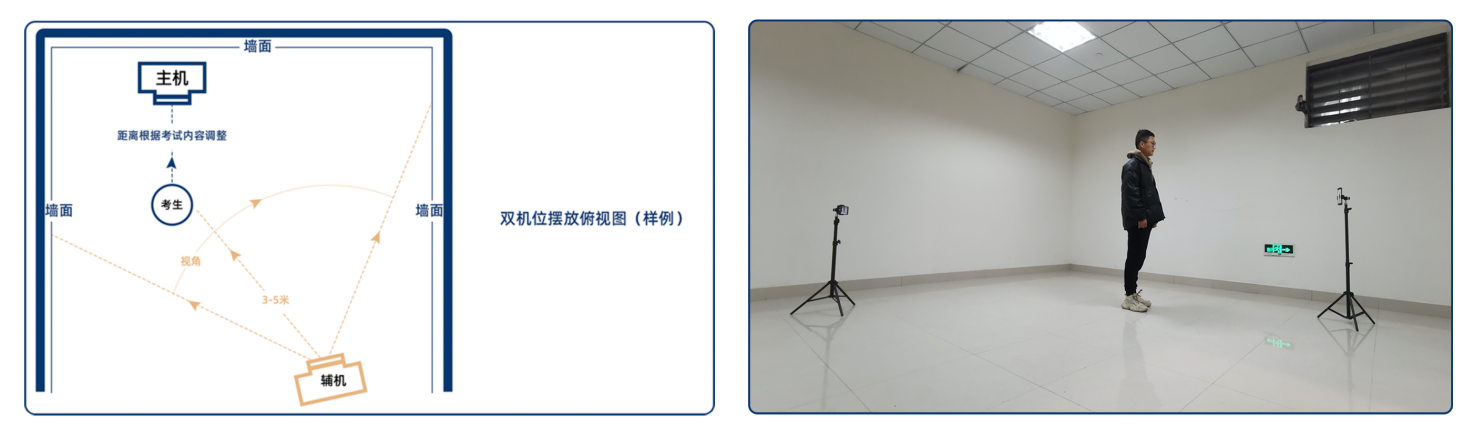 墙面
主机
距离根据考试内容调整
考生
墙面
墙面
双机位摆放俯视图（样例）
视角
3-5米
辅机